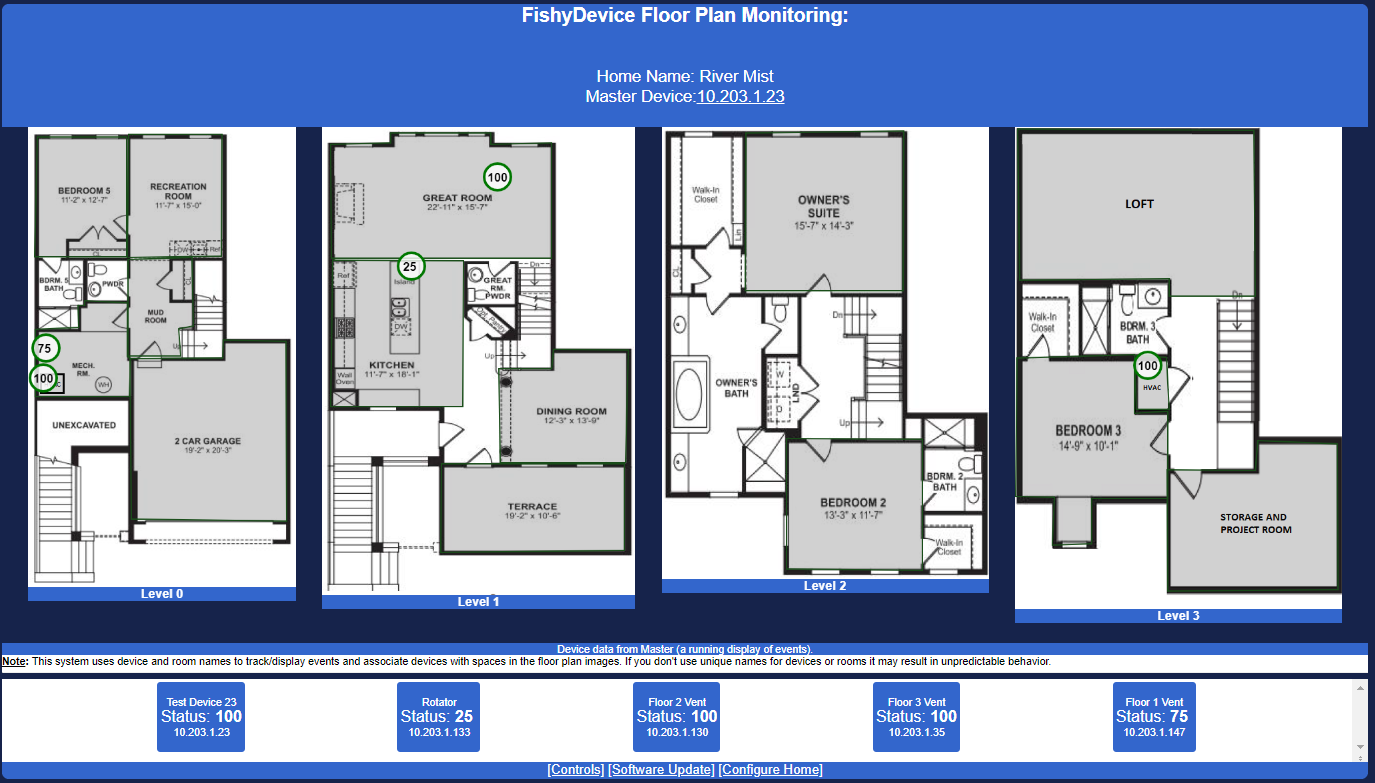 FishyDevice Floor Plan Monitoring:
Home Name: River Mist
Master Device:10.203.1.23
BEDROOM 5
11'-2" x 12'-7"
RECREATION
ROOM
11'-7" x 15'-0"
DW
Ref
CL
BDRM. 5
BATH
PWDR
CL
MUD
ROOM
Up
75
MECH.
RM.
100
C
WH
UNEXCAVATED
2 CAR GARAGE
19'-2" x 20'-3"
Level 0
100
GREAT ROOM
22'-11" x 15'-7"
25
Island
Ref
DW
GREAT
RM.
PWDR
Dn
Opt. Pantry
Up
KITCHEN
11'-7" x 18'-1"
Wall
Oven
DINING ROOM
12'-3" x 13'-9"
TERRACE
19'-2" x 10'-6"
Level 1
Walk-In
Closet
Lin
OWNER'S
SUITE
15'-7" x 14'-3"
CL
Dn
W
D
LND
OWNER'S
BATH
Up
BEDROOM 2
13'-3" x 11'-7"
BDRM. 2
BATH
Walk-In
Closet
Level 2
LOFT
Dn
Walk-In
Closet
BDRM. 3
BATH
100
HVAC
BEDROOM 3
14'-9" x 10'-1"
STORAGE AND
PROJECT ROOM
Level 3
Device data from Master (a running display of events).
Note: This system uses device and room names to track/display events and associate devices with spaces in the floor plan images. If you don't use unique names for devices or rooms it may result in unpredictable behavior.
Test Device 23
Status: 100
10.203.1.23
Rotator
Status: 25
10.203.1.133
Floor 2 Vent
Status: 100
10.203.1.130
Floor 3 Vent
Status: 100
10.203.1.35
Floor 1 Vent
Status: 75
10.203.1.147
[Controls] [Software Update] [Configure Home]